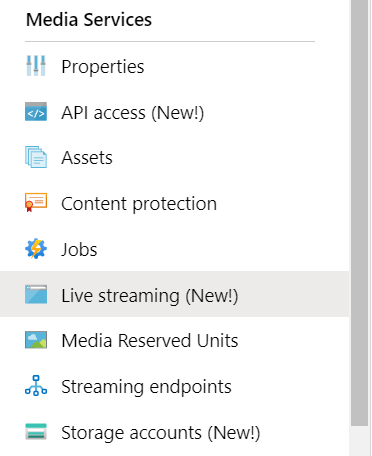 Media Services
Properties
API access (New!)
Assets
Content protection
Jobs
Live streaming (New!)
Media Reserved Units
Streaming endpoints
Storage accounts (New!)